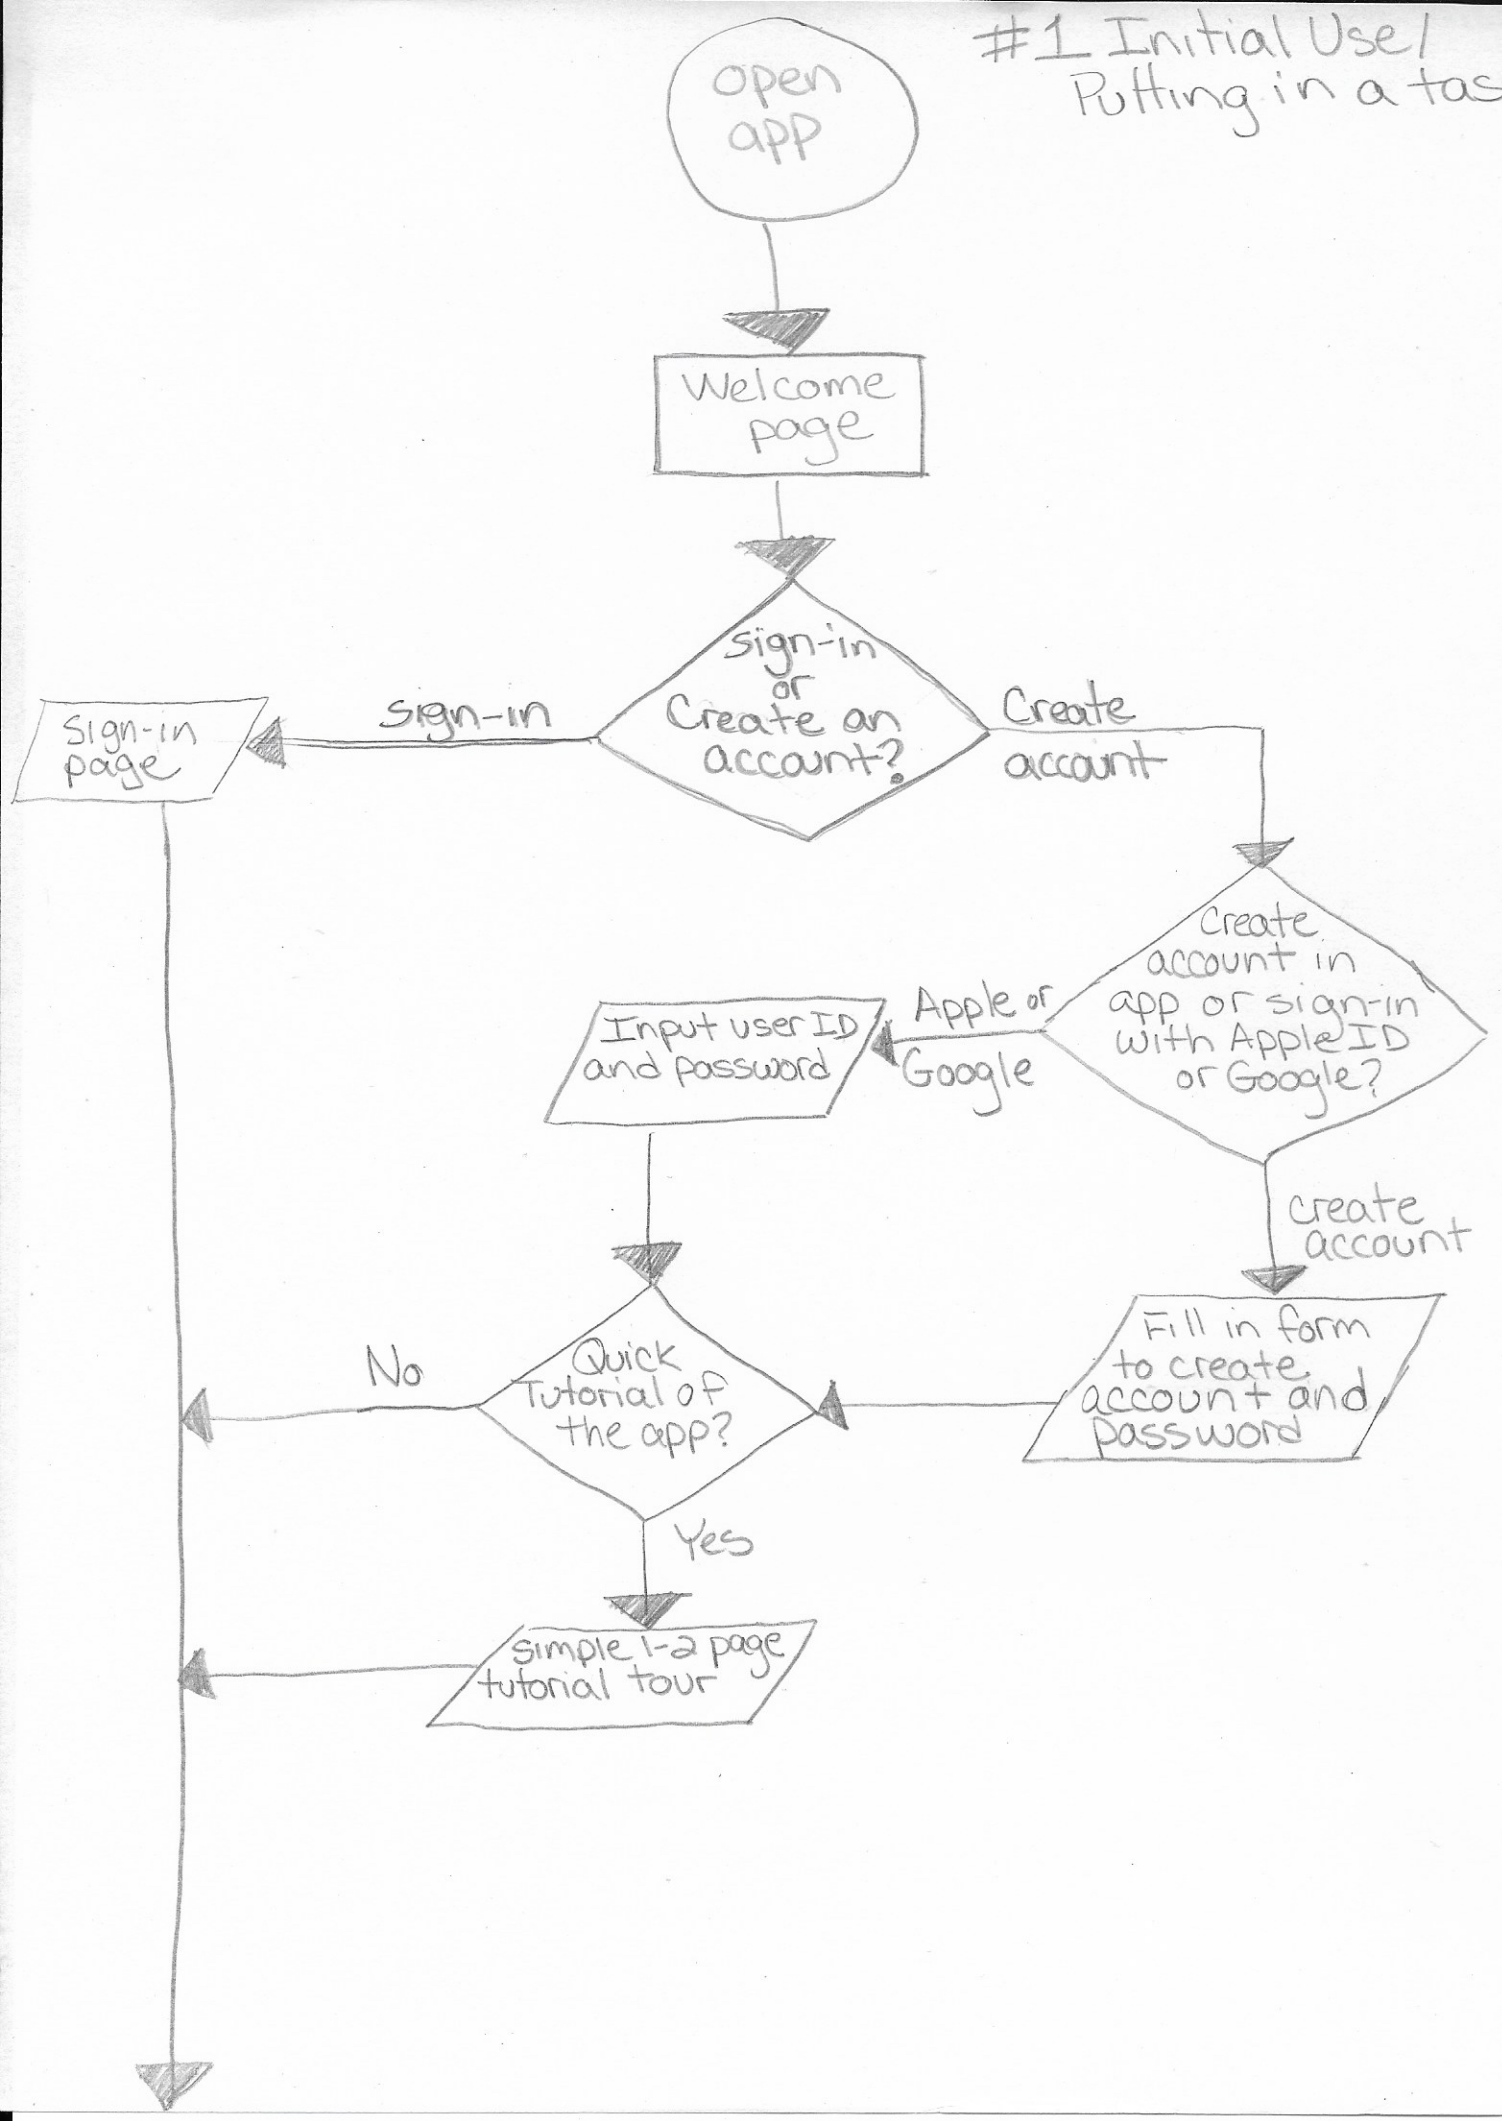 #1 Initial Use/
Putting in a tas
open
app
Welcome
page
Sign-in
or
Create an
account?
sign-in
Create
account
sign-in
page
Create
account in
app or sign-in
with Apple ID
or Google?
Apple or
Google
Input user ID
and password
create
account
Fill in form
to create
account and
password
Quick
Tutorial of
the app?
No
Yes
simple 1-2 page
tutorial tour